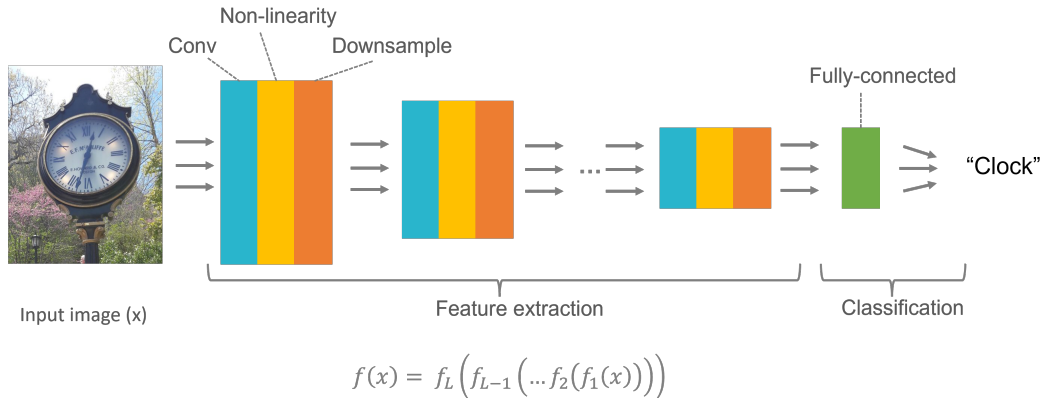 Non-linearity
Conv
Downsample
Fully-connected
...
"Clock"
Feature extraction
Classification
Input image (x)
f(x) = f_L(f_{L-1}(...f_2(f_1(x))))